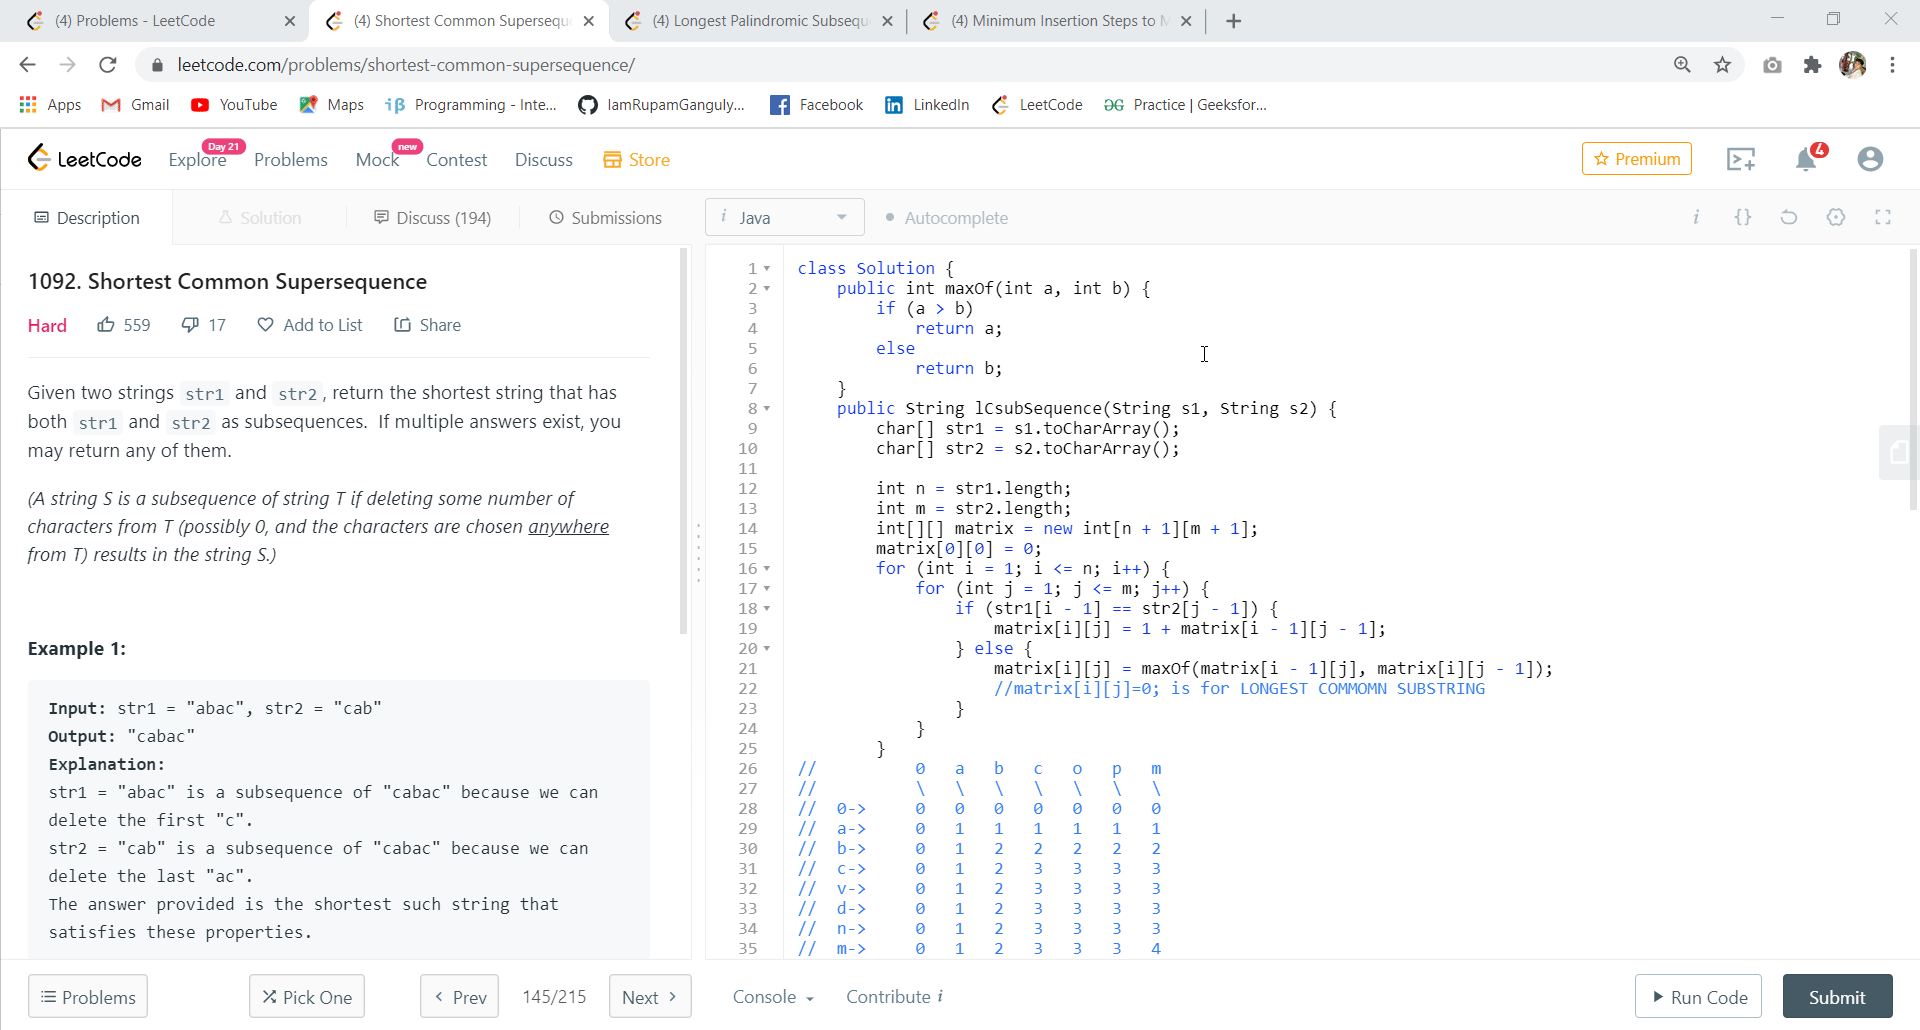 (4) Problems - LeetCode
(4) Shortest Common Supersequ
(4) Longest Palindromic Subsequ
(4) Minimum Insertion Steps to M
leetcode.com/problems/shortest-common-supersequence/
Apps Gmail YouTube Maps Programming - Inte... IamRupamGanguly... Facebook LinkedIn LeetCode Practice | Geeksfor...
LeetCode Explore Day 21 Problems Mock new Contest Discuss Store Premium 4
Description Solution Discuss (194) Submissions i Java Autocomplete i {}
1092. Shortest Common Supersequence
Hard 559 17 Add to List Share
Given two strings str1 and str2 , return the shortest string that has
both str1 and str2 as subsequences. If multiple answers exist, you
may return any of them.
(A string S is a subsequence of string T if deleting some number of
characters from T (possibly 0, and the characters are chosen anywhere
from T) results in the string S.)
Example 1:
Input: str1 = "abac", str2 = "cab"
Output: "cabac"
Explanation:
str1 = "abac" is a subsequence of "cabac" because we can
delete the first "c".
str2 = "cab" is a subsequence of "cabac" because we can
delete the last "ac".
The answer provided is the shortest such string that
satisfies these properties.
1 class Solution {
2 public int maxOf(int a, int b) {
3 if (a > b)
4 return a;
5 else
6 return b;
7 }
8 public String lCsubSequence(String s1, String s2) {
9 char[] str1 = s1.toCharArray();
10 char[] str2 = s2.toCharArray();
11
12 int n = str1.length;
13 int m = str2.length;
14 int[][] matrix = new int[n + 1][m + 1];
15 matrix[0][0] = 0;
16 for (int i = 1; i <= n; i++) {
17 for (int j = 1; j <= m; j++) {
18 if (str1[i - 1] == str2[j - 1]) {
19 matrix[i][j] = 1 + matrix[i - 1][j - 1];
20 } else {
21 matrix[i][j] = maxOf(matrix[i - 1][j], matrix[i][j - 1]);
22 //matrix[i][j]=0; is for LONGEST COMMOMN SUBSTRING
23 }
24 }
25 }
26 // 0 a b c o p m
27 // \ \ \ \ \ \ \
28 // 0-> 0 0 0 0 0 0 0
29 // a-> 0 1 1 1 1 1 1
30 // b-> 0 1 2 2 2 2 2
31 // c-> 0 1 2 3 3 3 3
32 // v-> 0 1 2 3 3 3 3
33 // d-> 0 1 2 3 3 3 3
34 // n-> 0 1 2 3 3 3 3
35 // m-> 0 1 2 3 3 3 4
Problems Pick One Prev 145/215 Next Console Contribute i Run Code Submit